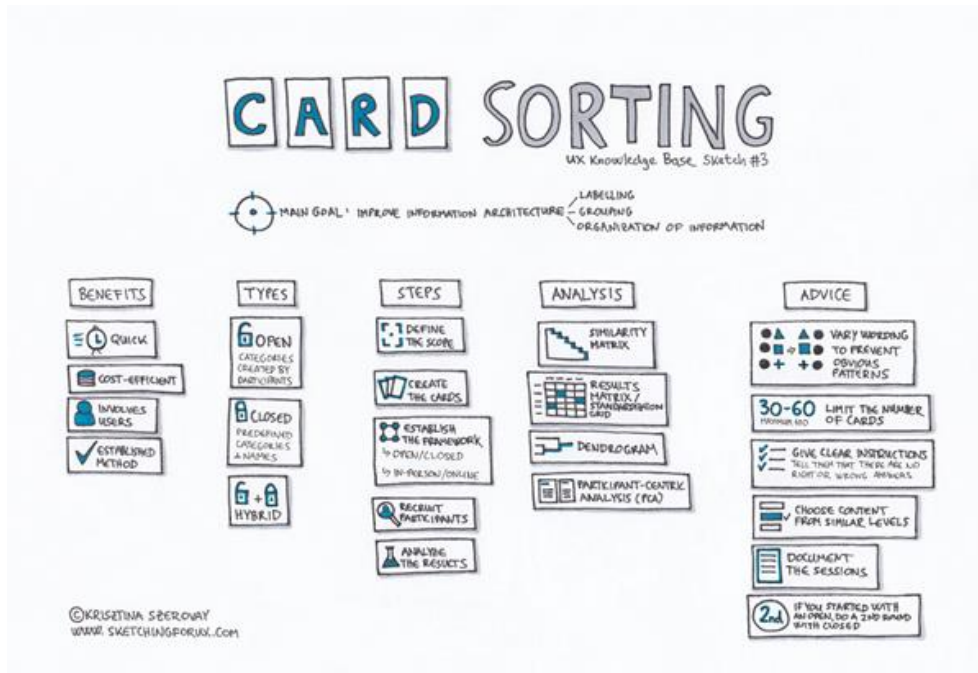 CARD SORTING
UX Knowledge Base Sketch #3
MAIN GOAL: IMPROVE INFORMATION ARCHITECTURE
LABELLING
GROUPING
ORGANIZATION OF INFORMATION
BENEFITS
QUICK
COST-EFFICIENT
INVOLVES
USERS
ESTABLISHED
METHOD
TYPES
OPEN
CATEGORIES
CREATED BY
PARTICIPANTS
CLOSED
PREDEFINED
CATEGORIES
& NAMES
+
HYBRID
STEPS
DEFINE
THE SCOPE
CREATE
THE CARDS
ESTABLISH
THE FRAMEWORK
↳ OPEN/CLOSED
↳ IN-PERSON/ONLINE
RECRUIT
PARTICIPANTS
ANALYZE
THE RESULTS
ANALYSIS
SIMILARITY
MATRIX
RESULTS
MATRIX/
STANDARDIZATION
GRID
DENDROGRAM
PARTICIPANT-CENTRIC
ANALYSIS (PCA)
ADVICE
VARY WORDING
TO PREVENT
OBVIOUS
PATTERNS
30-60 LIMIT THE NUMBER
OF CARDS
MAXIMUM
GIVE CLEAR INSTRUCTIONS
TELL THEM THAT THERE ARE NO
RIGHT OR WRONG ANSWERS
CHOOSE CONTENT
FROM SIMILAR LEVELS
DOCUMENT
THE SESSIONS
2nd
IF YOU STARTED WITH
AN OPEN, DO A 2ND ROUND
WITH CLOSED
©KRISZTINA SZEROVAY
WWW.SKETCHINGFORUX.COM